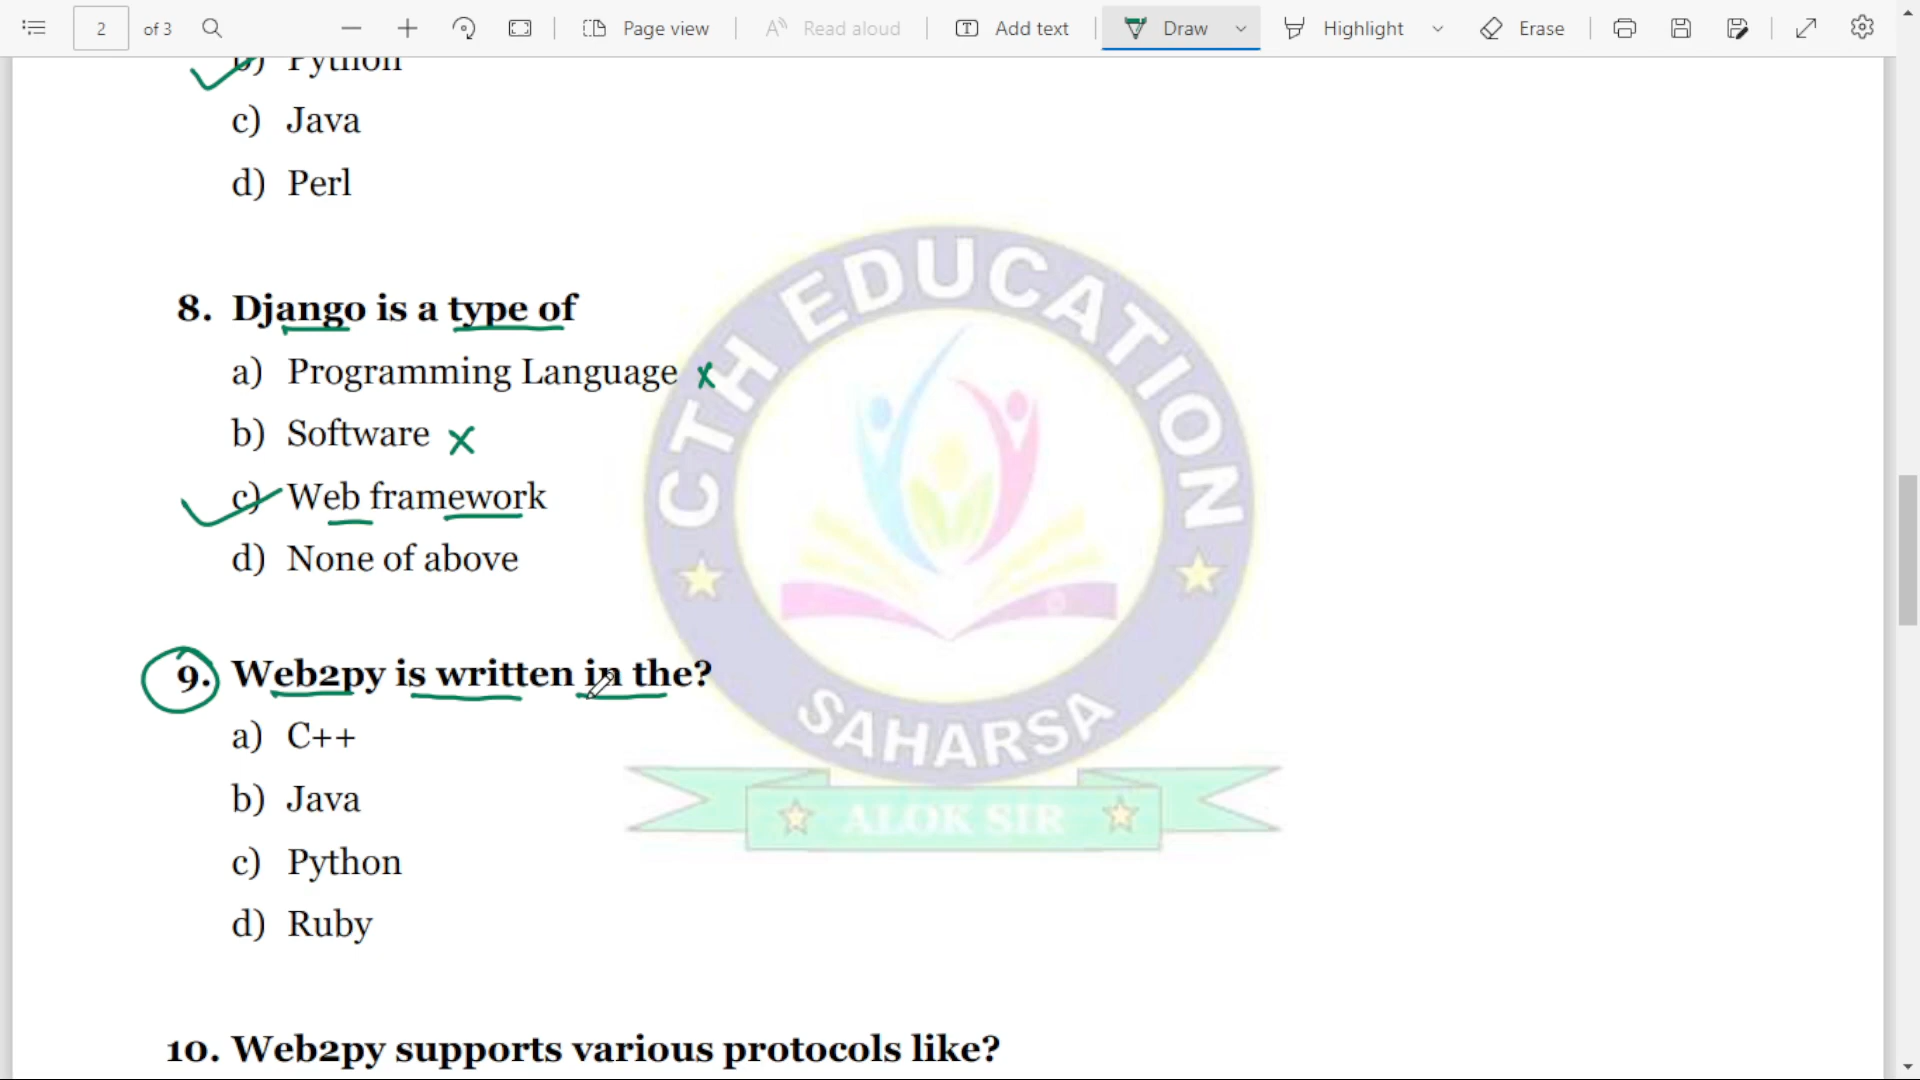 2 of 3 Page view Read aloud Add text Draw Highlight Erase
b) Python
c) Java
d) Perl
8. Django is a type of
a) Programming Language x
b) Software x
c) Web framework
d) None of above
9. Web2py is written in the?
a) C++
b) Java
c) Python
d) Ruby
10. Web2py supports various protocols like?
CTH EDUCATION
SAHARSA
ALOK SIR